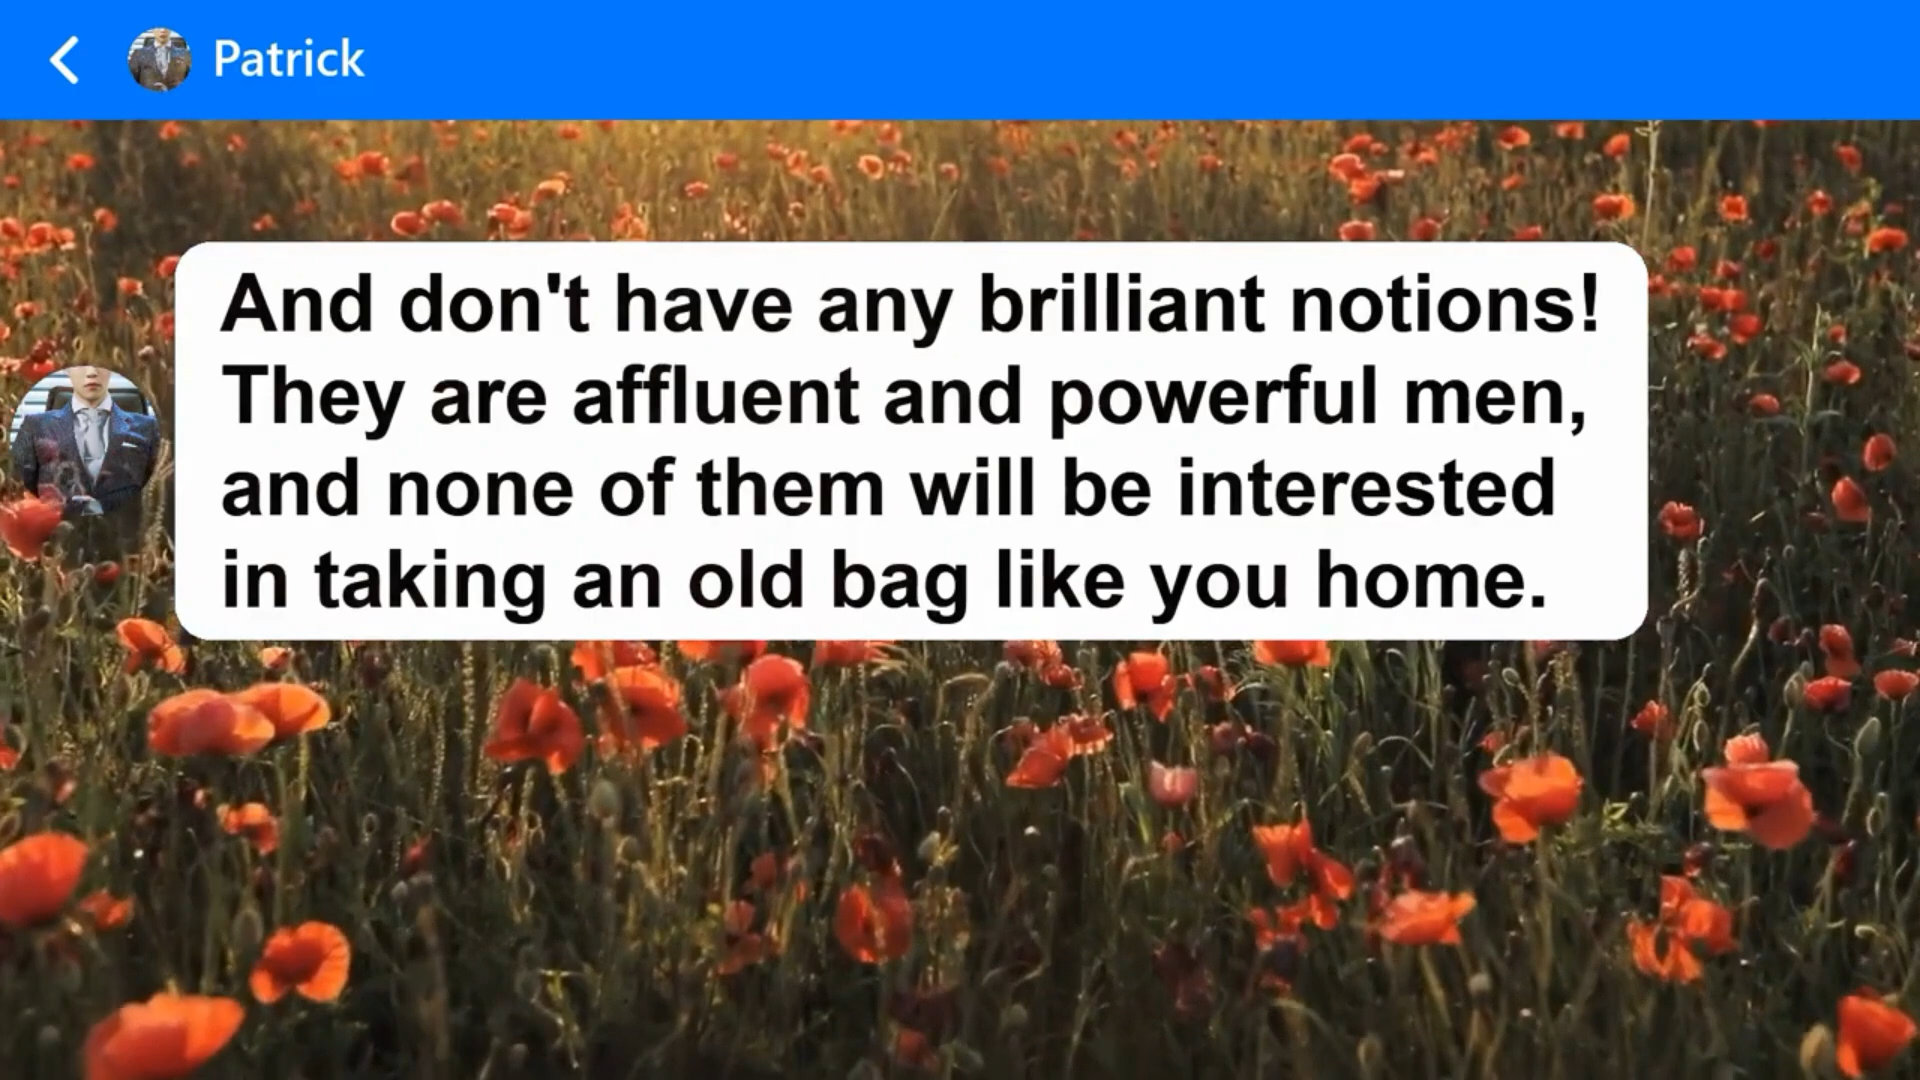 Patrick
And don't have any brilliant notions!
They are affluent and powerful men,
and none of them will be interested
in taking an old bag like you home.